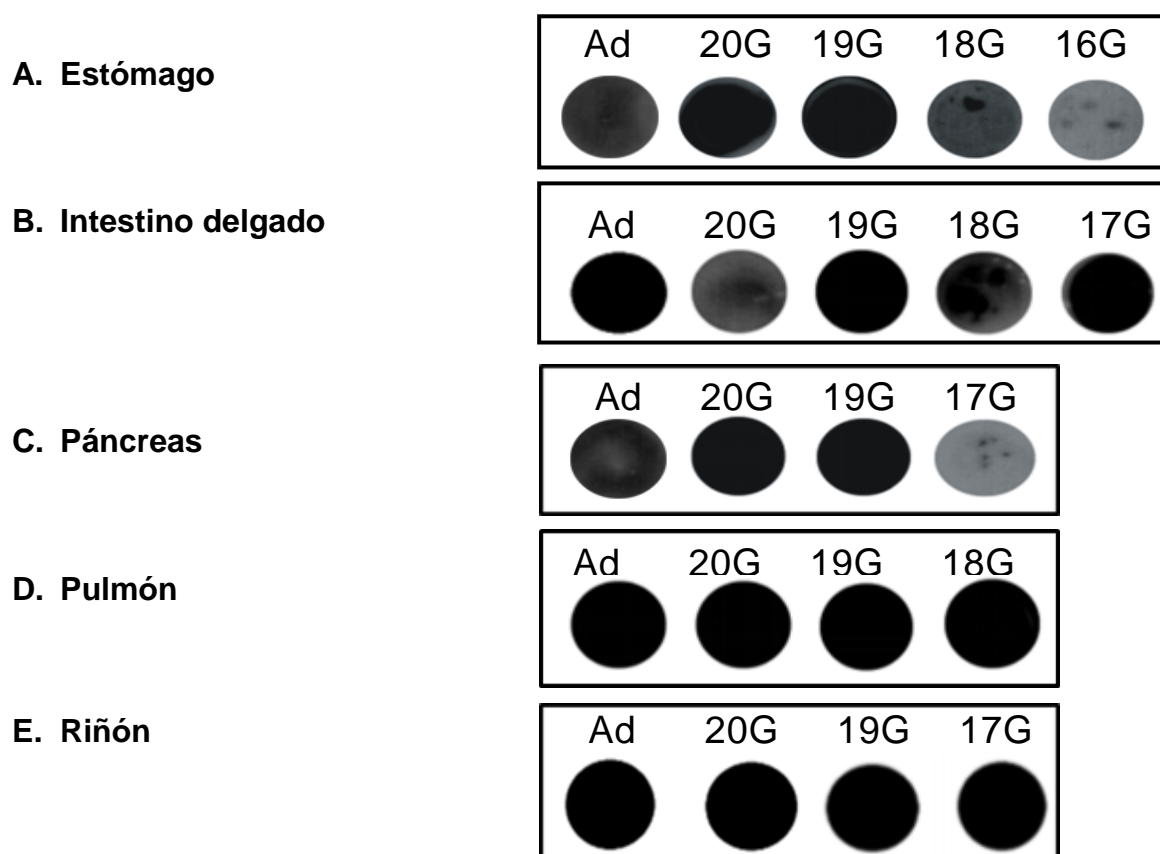 A. Estómago
Ad 20G 19G 18G 16G
B. Intestino delgado
Ad 20G 19G 18G 17G
C. Páncreas
Ad 20G 19G 17G
D. Pulmón
Ad 20G 19G 18G
E. Riñón
Ad 20G 19G 17G